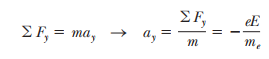 Σ F_y = ma_y → a_y = Σ F_y / m = − eE / m_e